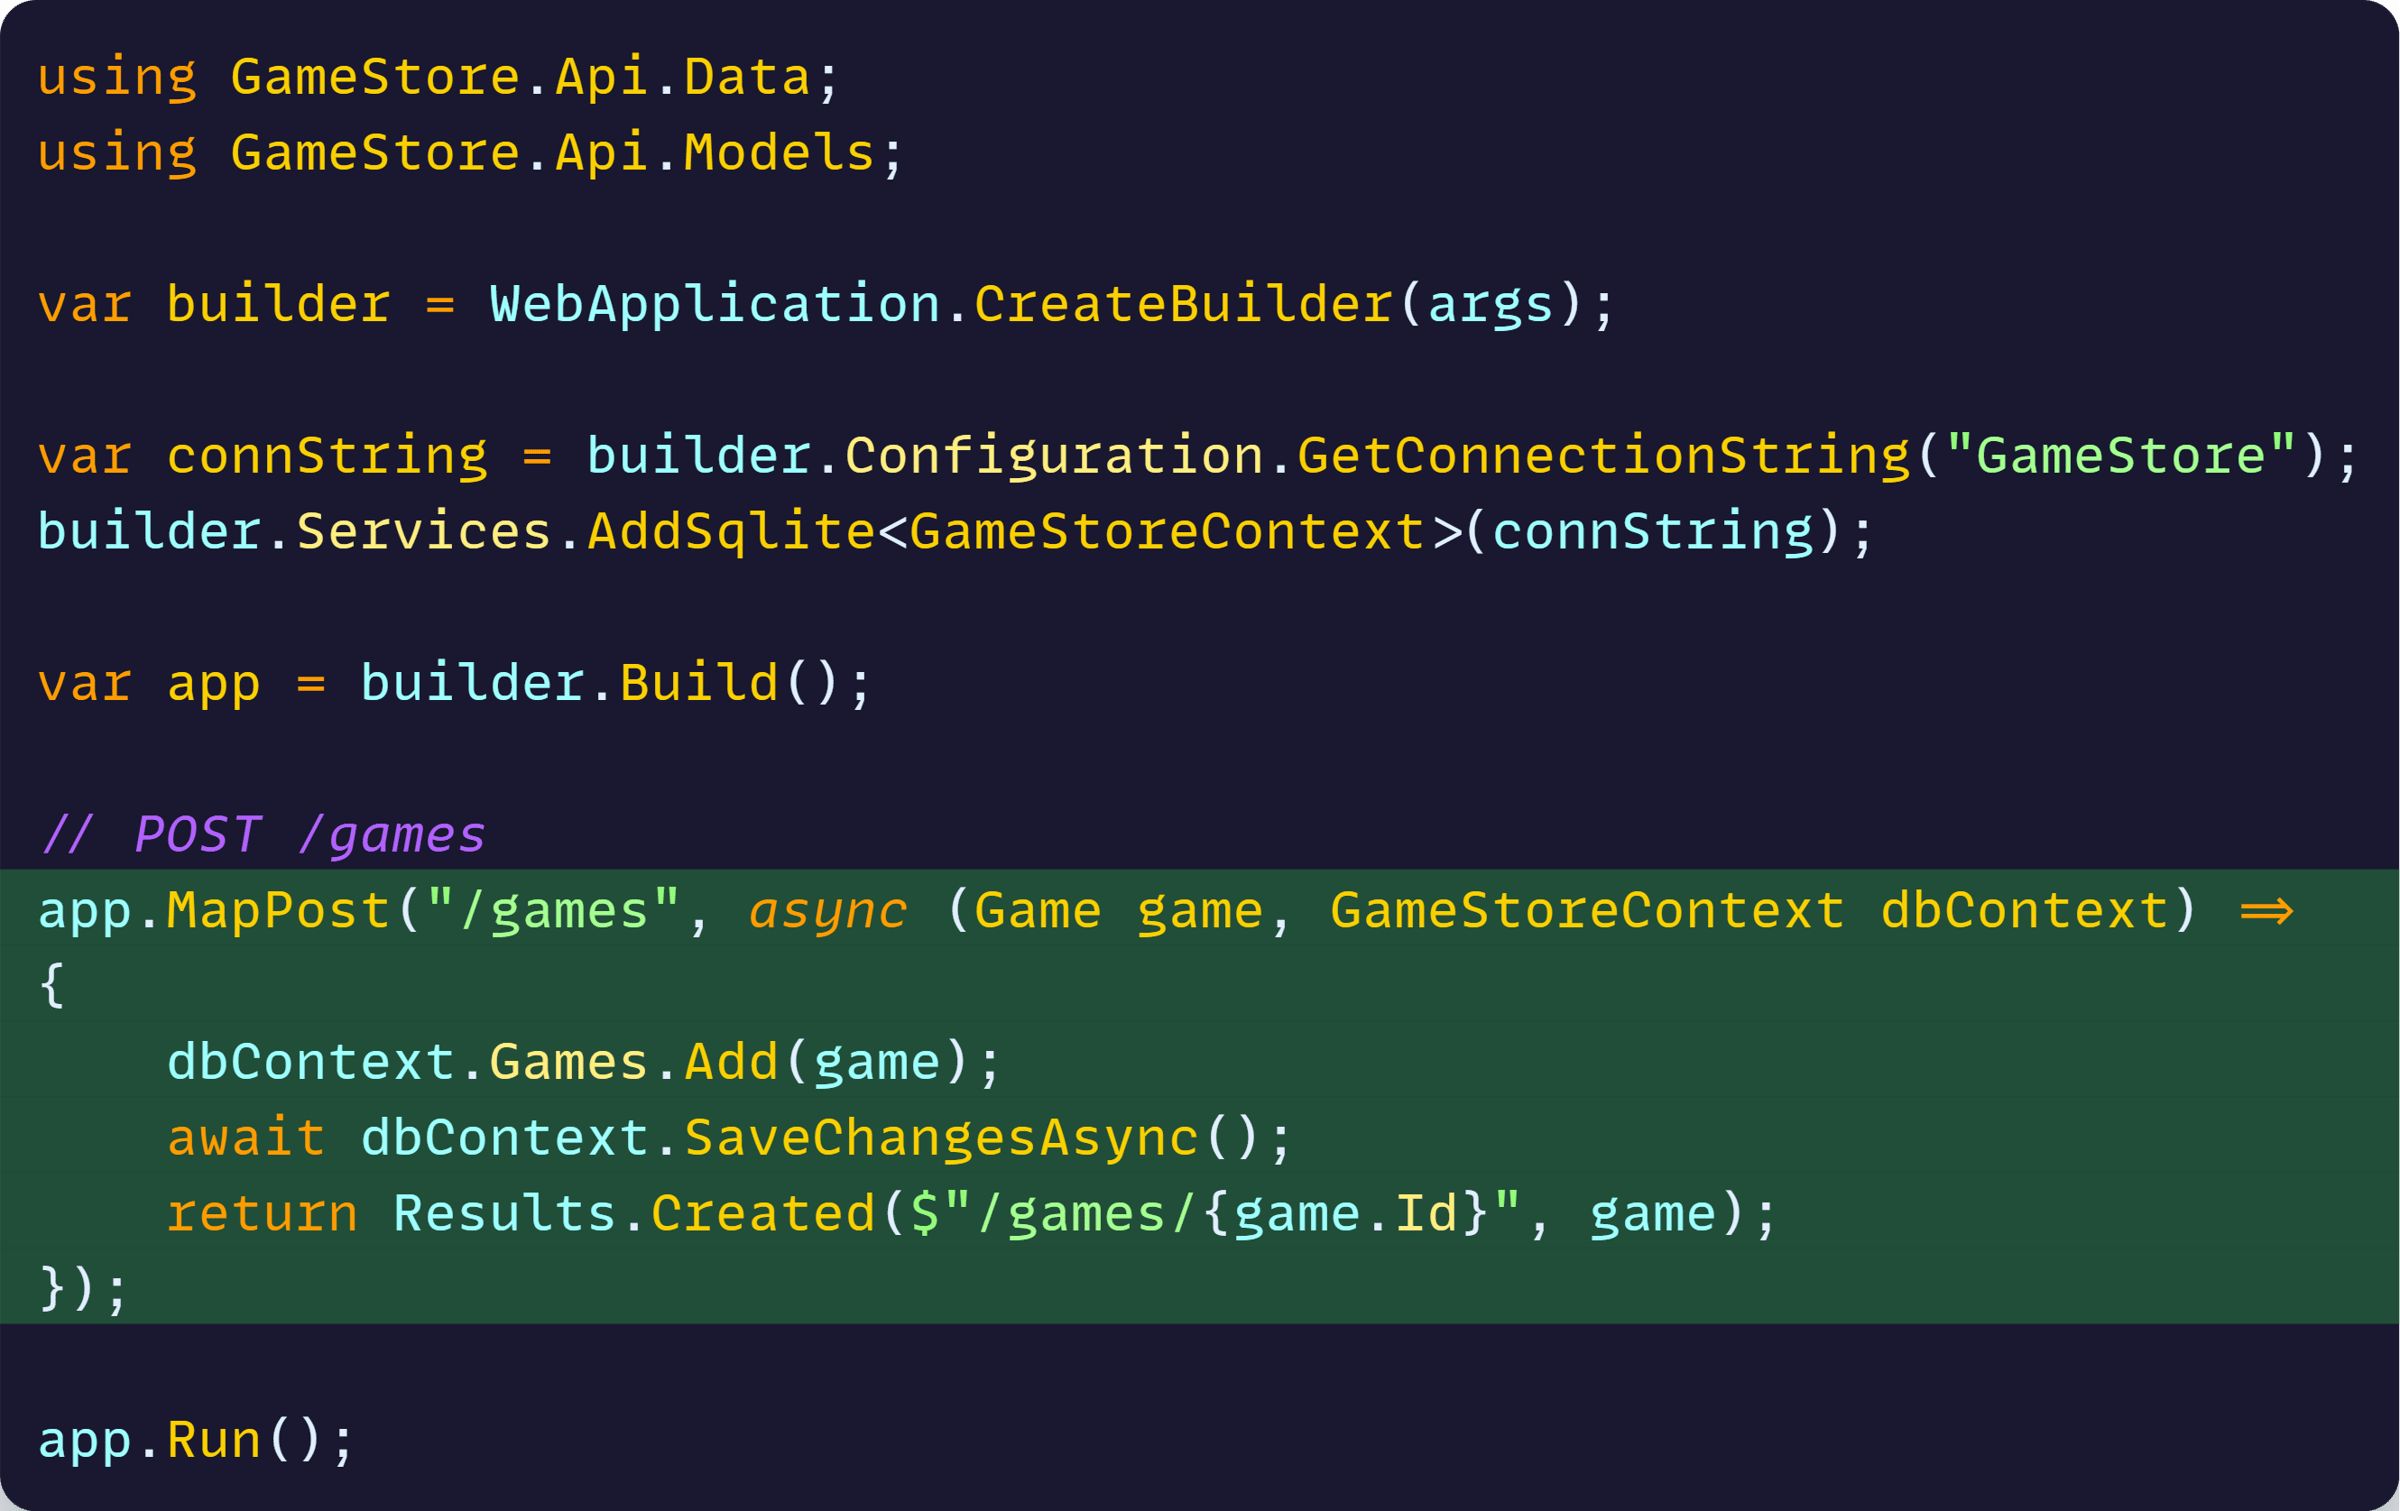 using GameStore.Api.Data;
using GameStore.Api.Models;
var builder = WebApplication.CreateBuilder(args);
var connString = builder.Configuration.GetConnectionString("GameStore");
builder.Services.AddSqlite<GameStoreContext>(connString);
var app = builder.Build();
// POST /games
app.MapPost("/games", async (Game game, GameStoreContext dbContext) =>
{
    dbContext.Games.Add(game);
    await dbContext.SaveChangesAsync();
    return Results.Created($"/games/{game.Id}", game);
});
app.Run();